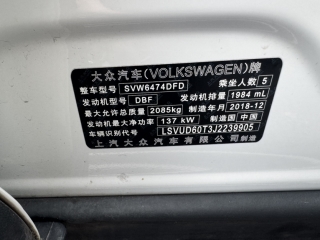 大众汽车(VOLKSWAGEN)牌
整车型号 SVW6474DFD 乘坐人数 5
发动机型号 DBF 发动机排量 1984 mL
最大允许总质量 2085kg 制造年月 2018-12
发动机最大净功率 137 kW 制造国 中国
车辆识别代号 LSVUD60T3J2239905
上汽大众汽车有限公司制造